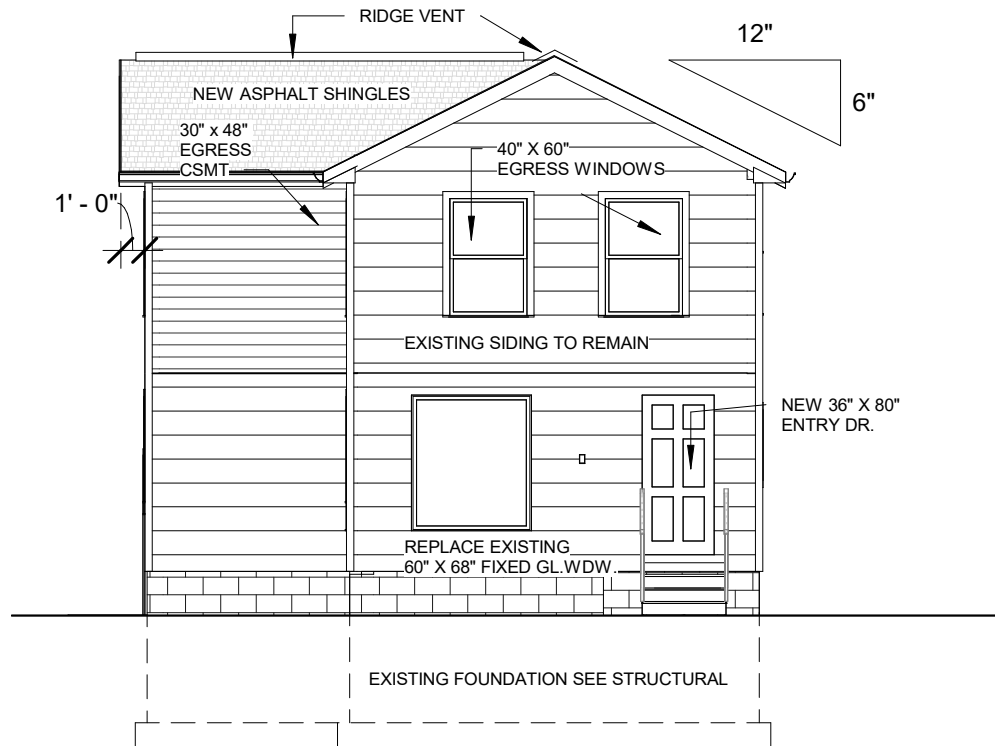 RIDGE VENT
12"
NEW ASPHALT SHINGLES
6"
30" x 48"
EGRESS
CSMT
40" X 60"
EGRESS WINDOWS
1' - 0"
EXISTING SIDING TO REMAIN
NEW 36" X 80"
ENTRY DR.
REPLACE EXISTING
60" X 68" FIXED GL.WDW.
EXISTING FOUNDATION SEE STRUCTURAL